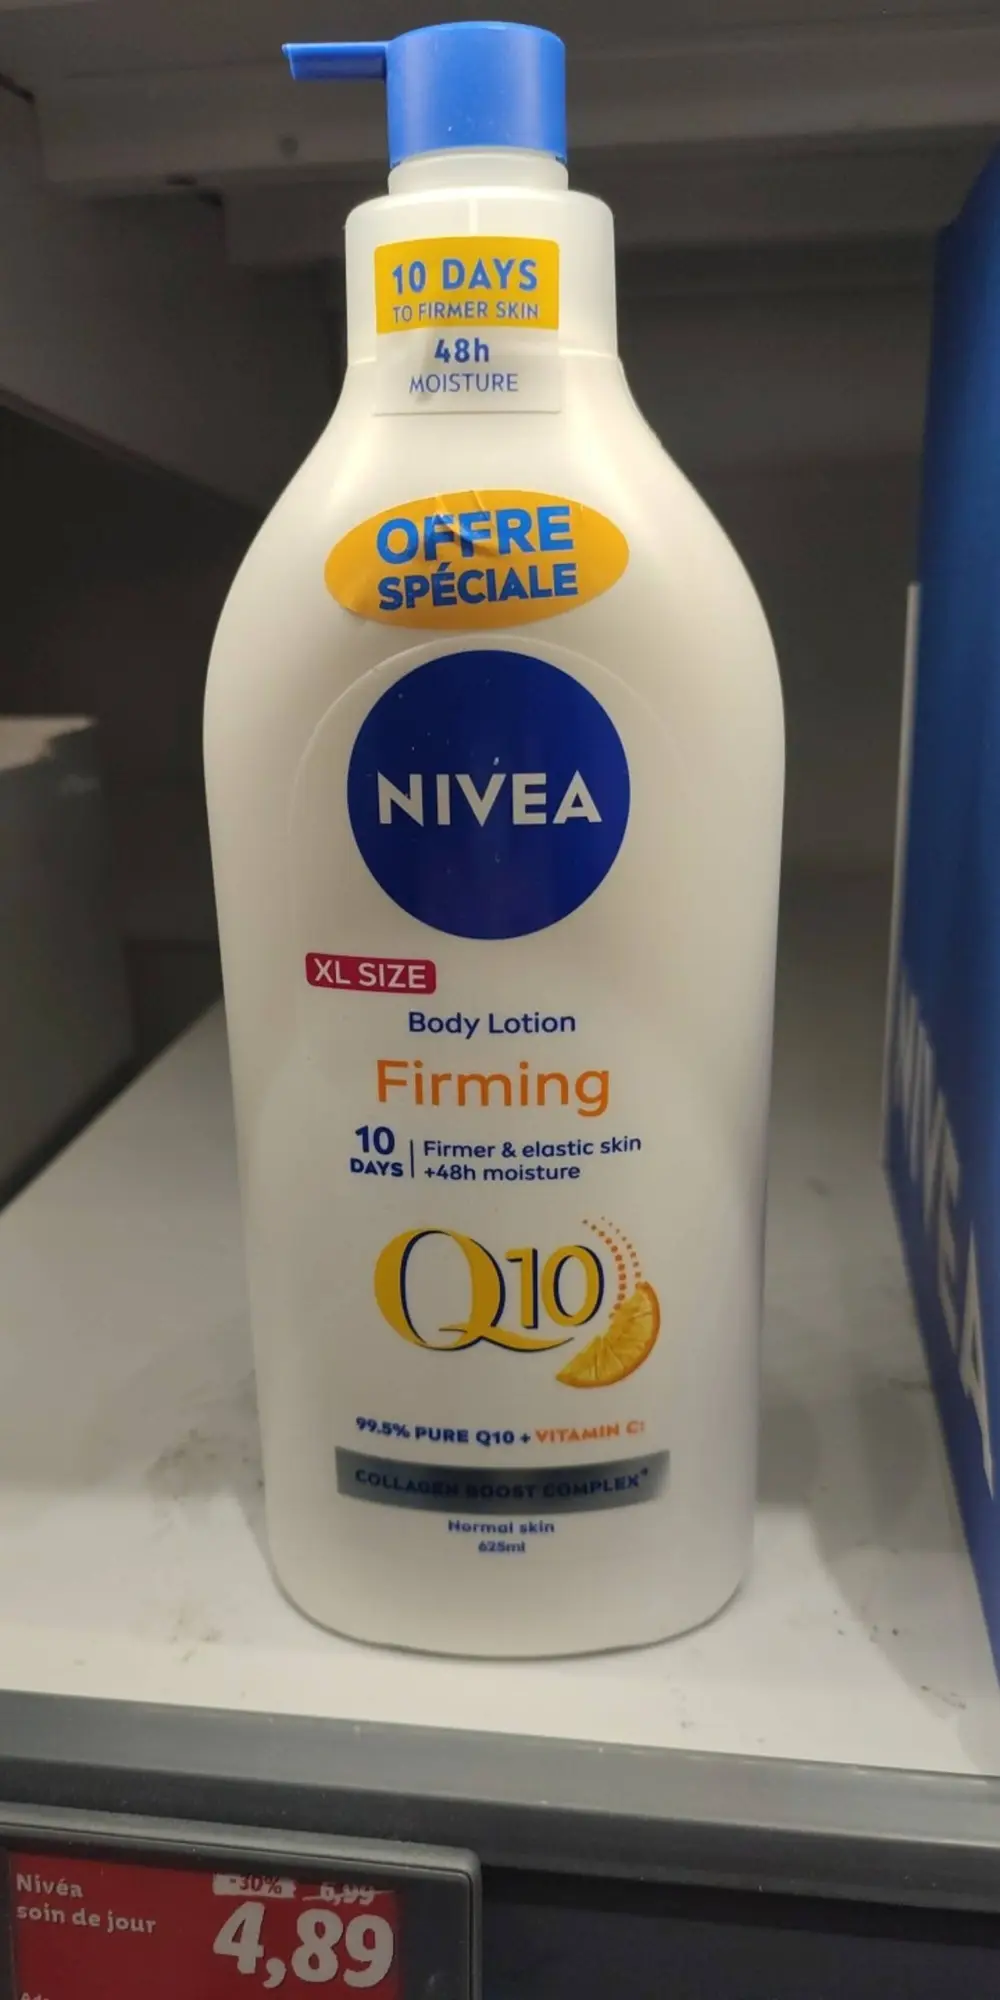 10 DAYS
TO FIRMER SKIN
48h
MOISTURE
OFFRE
SPÉCIALE
NIVEA
XL SIZE
Body Lotion
Firming
10 DAYS
Firmer & elastic skin
+48h moisture
Q10
99.5% PURE Q10 + VITAMIN C
COLLAGEN BOOST COMPLEX*
Normal skin
625ml
NIVEA
Nivéa
soin de jour
-30% 6,99
4,89